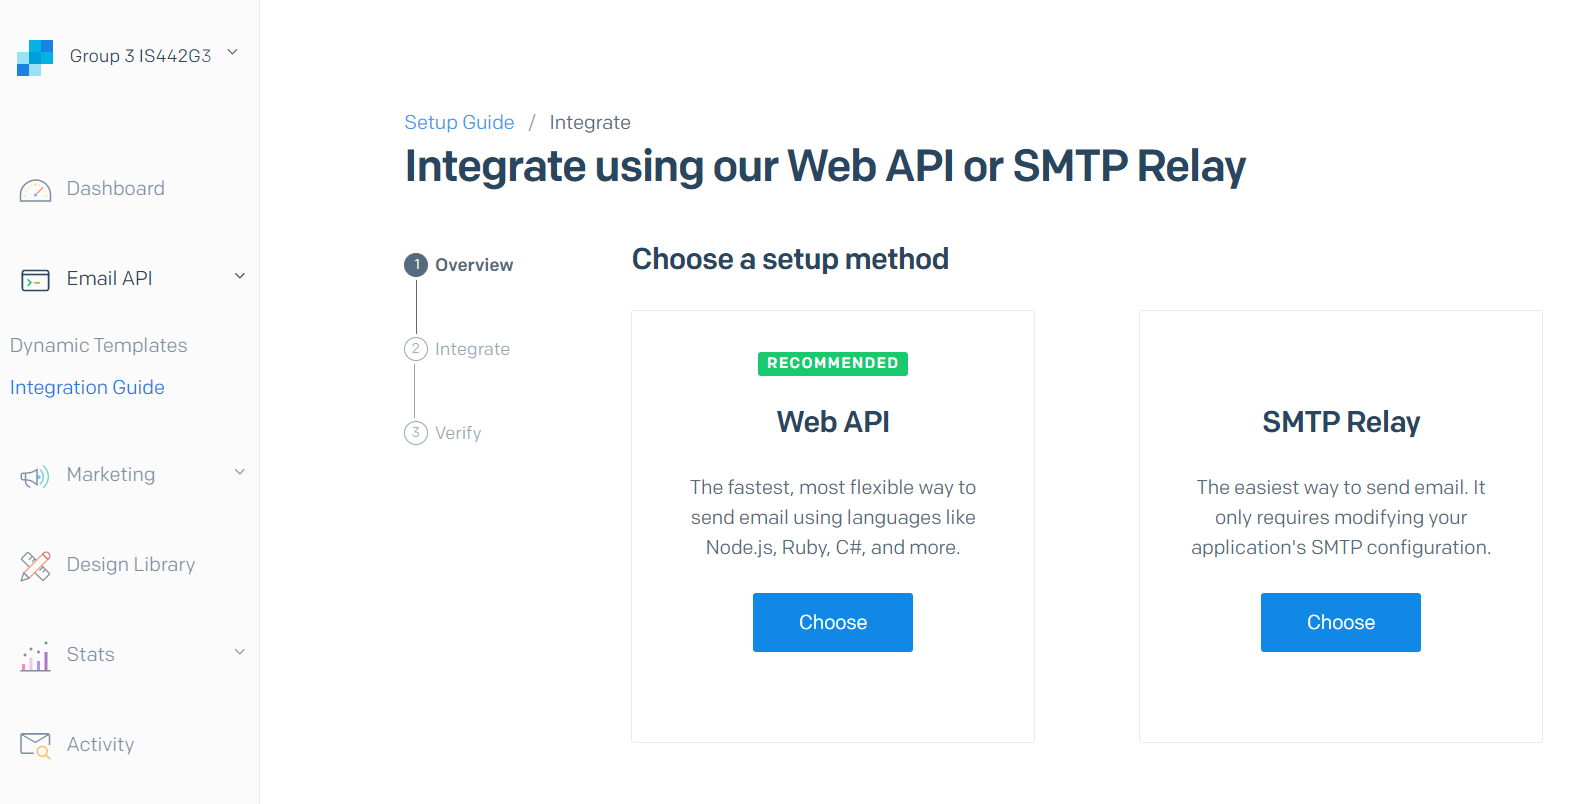 Group 3 IS442G3
Dashboard
Email API
Dynamic Templates
Integration Guide
Marketing
Design Library
Stats
Activity
Setup Guide / Integrate
Integrate using our Web API or SMTP Relay
1 Overview
2 Integrate
3 Verify
Choose a setup method
RECOMMENDED
Web API
The fastest, most flexible way to
send email using languages like
Node.js, Ruby, C#, and more.
Choose
SMTP Relay
The easiest way to send email. It
only requires modifying your
application's SMTP configuration.
Choose